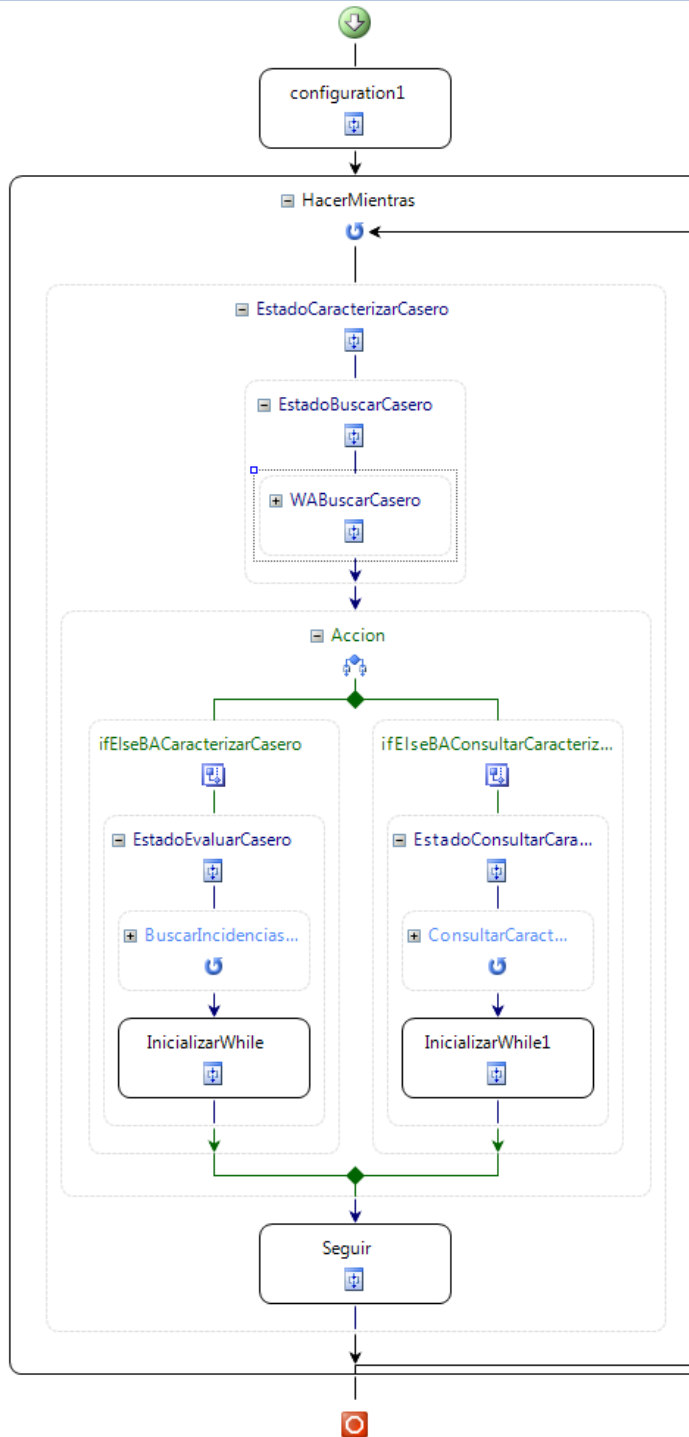 configuration1
HacerMientras
EstadoCaracterizarCasero
EstadoBuscarCasero
WABuscarCasero
Accion
ifElseBACaracterizarCasero
ifElseBAConsultarCaracteriz...
EstadoEvaluarCasero
EstadoConsultarCara...
BuscarIncidencias...
ConsultarCaract...
InicializarWhile
InicializarWhile1
Seguir